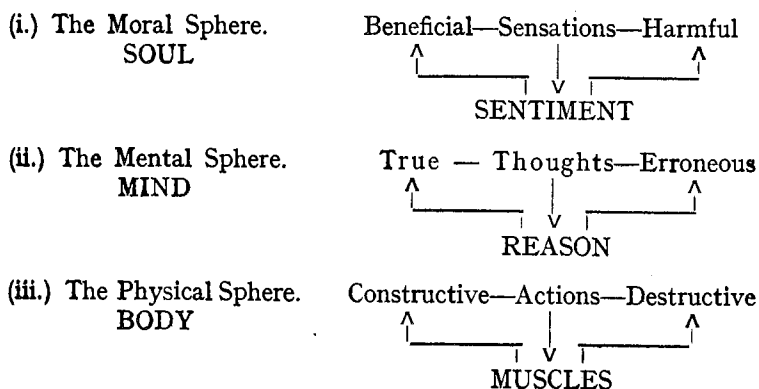 (i.) The Moral Sphere. Beneficial—Sensations—Harmful
SOUL
SENTIMENT
(ii.) The Mental Sphere. True — Thoughts—Erroneous
MIND
REASON
(iii.) The Physical Sphere. Constructive—Actions—Destructive
BODY
MUSCLES